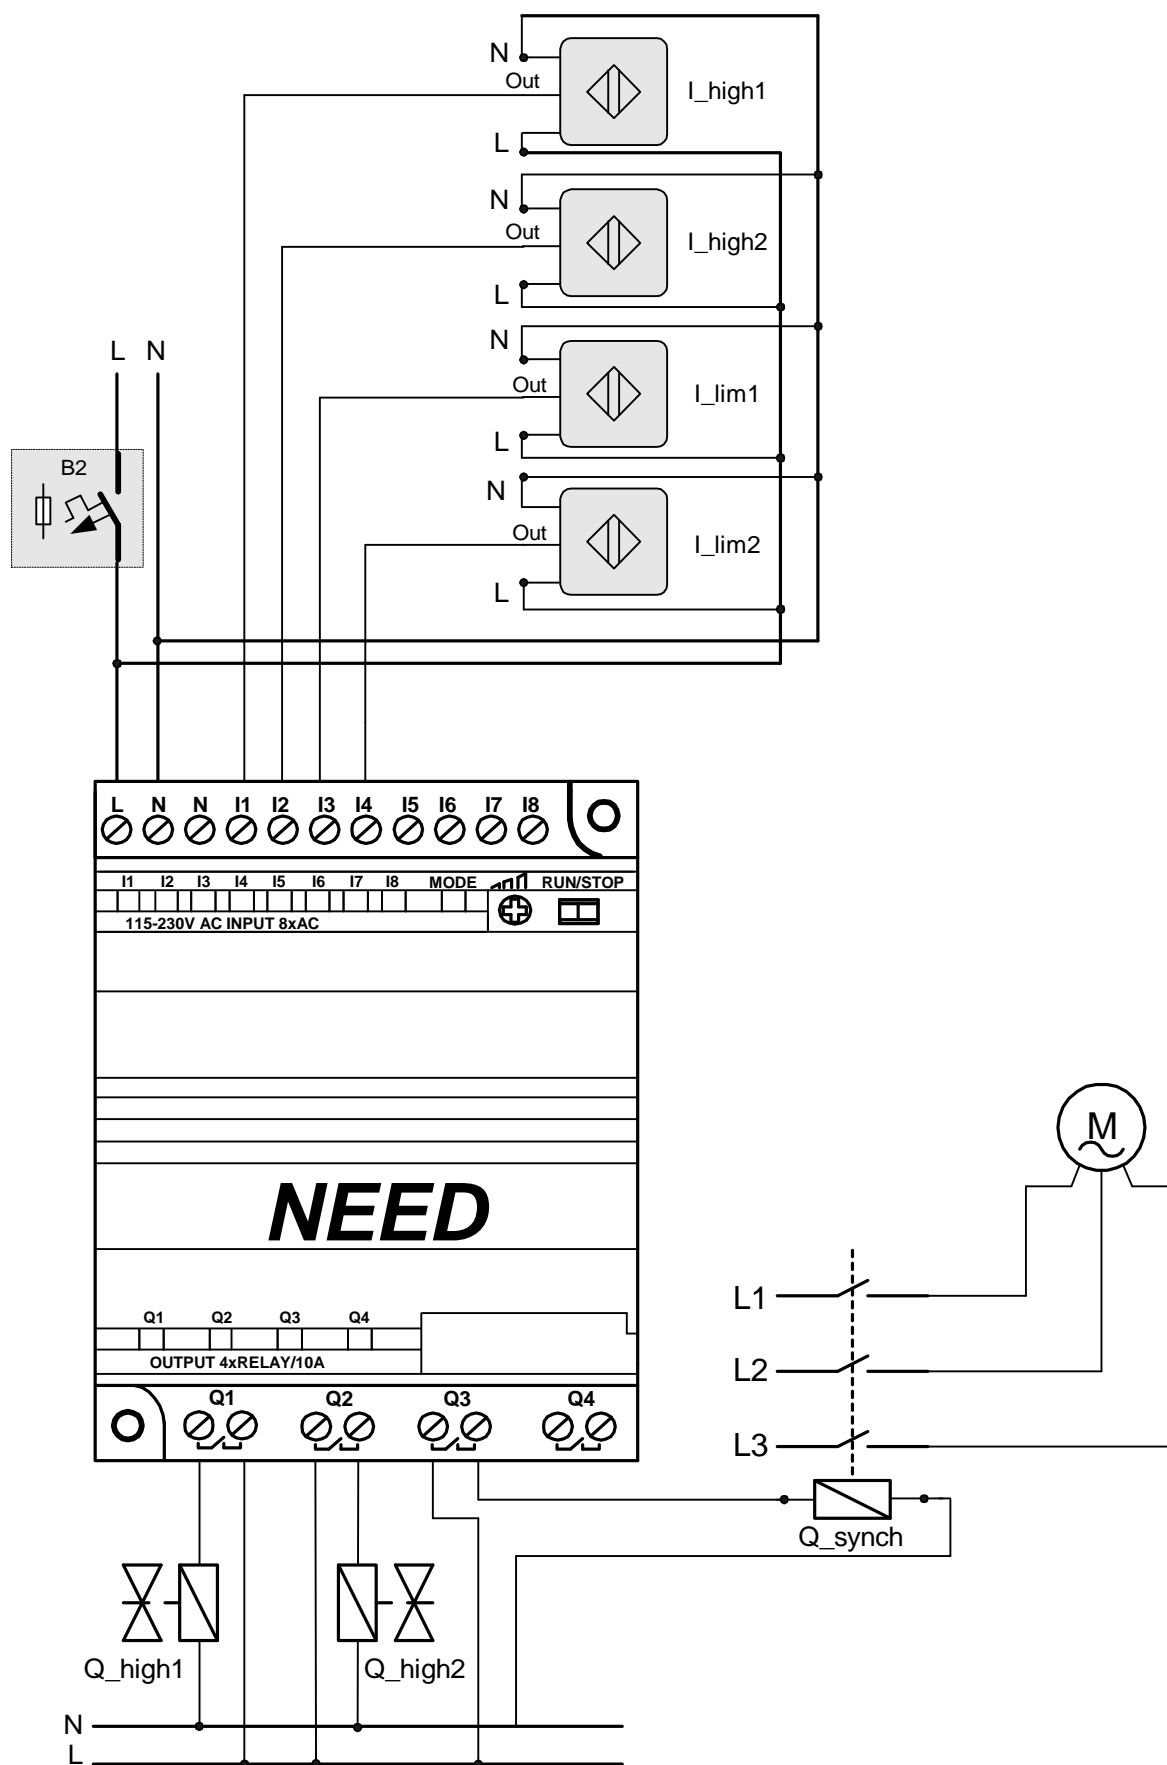 N
Out
I_high1
L
N
Out
I_high2
L
N
Out
I_lim1
L
N
Out
I_lim2
L
L N
B2
L N N I1 I2 I3 I4 I5 I6 I7 I8
I1 I2 I3 I4 I5 I6 I7 I8 MODE RUN/STOP
115-230V AC INPUT 8xAC
NEED
M
L1
L2
L3
Q_synch
Q1 Q2 Q3 Q4
OUTPUT 4xRELAY/10A
Q1 Q2 Q3 Q4
Q_high1 Q_high2
N
L